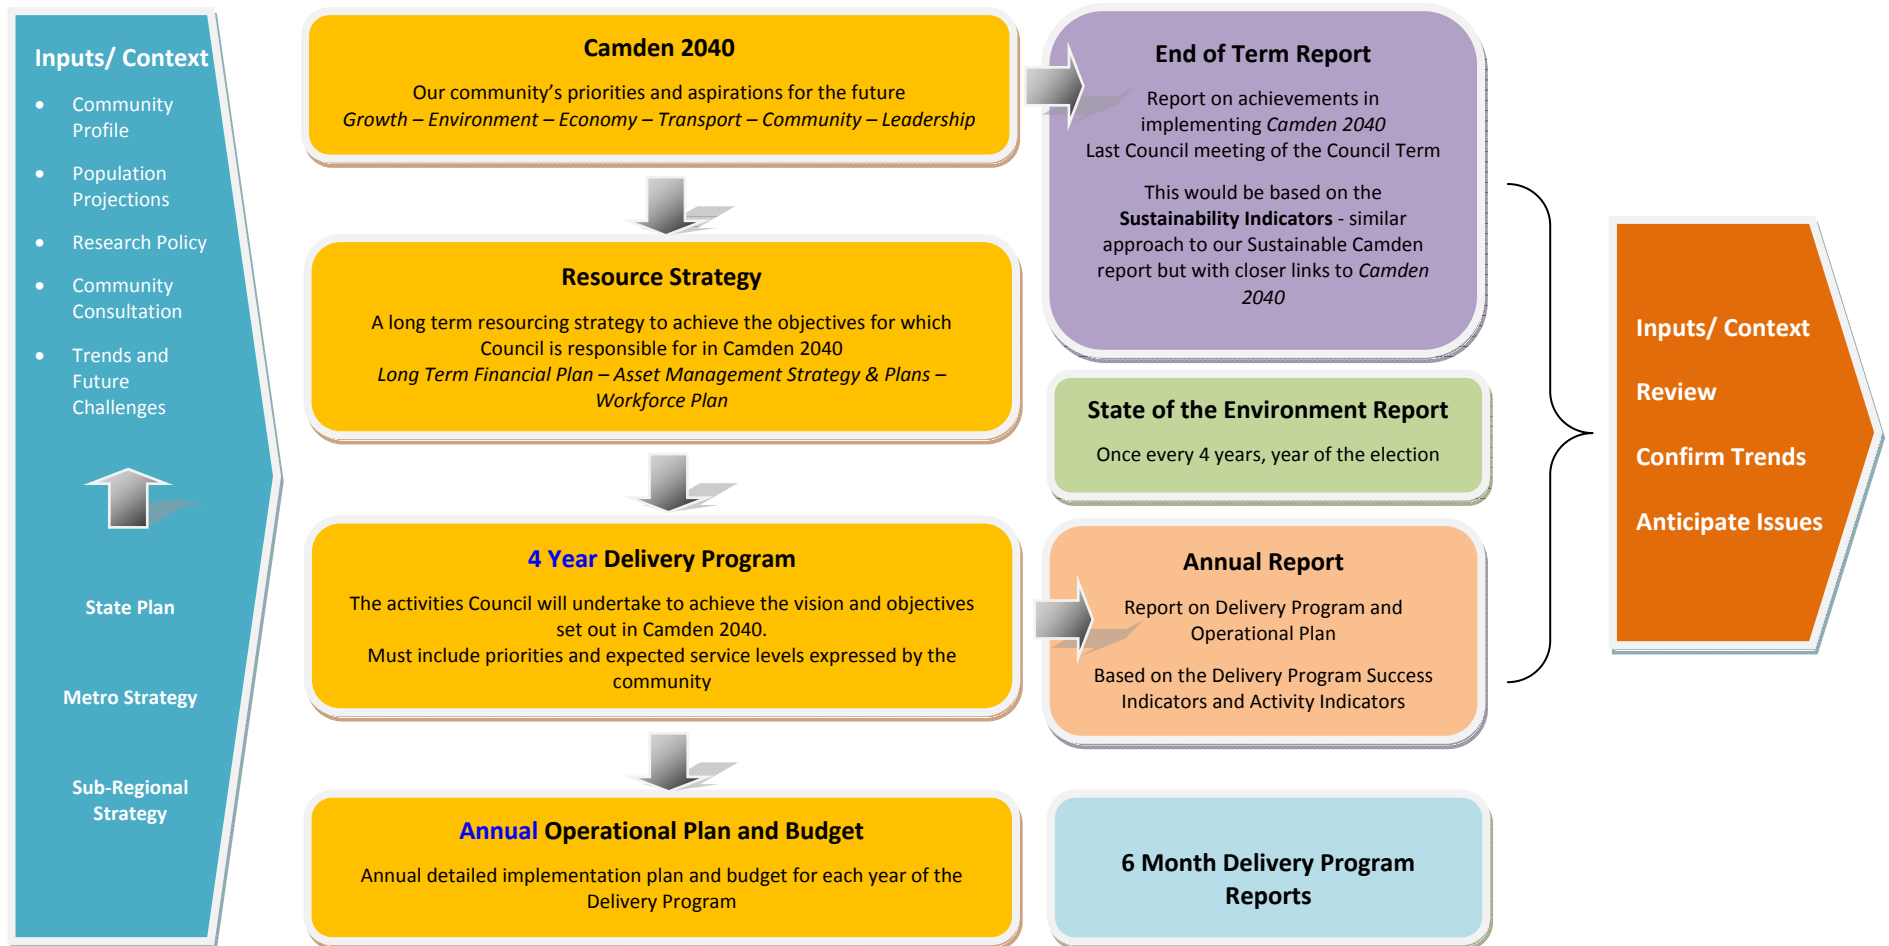 Inputs/ Context
• Community
Profile
• Population
Projections
• Research Policy
• Community
Consultation
• Trends and
Future
Challenges
State Plan
Metro Strategy
Sub-Regional
Strategy
Camden 2040
Our community’s priorities and aspirations for the future
Growth – Environment – Economy – Transport – Community – Leadership
Resource Strategy
A long term resourcing strategy to achieve the objectives for which
Council is responsible for in Camden 2040
Long Term Financial Plan – Asset Management Strategy & Plans –
Workforce Plan
4 Year Delivery Program
The activities Council will undertake to achieve the vision and objectives
set out in Camden 2040.
Must include priorities and expected service levels expressed by the
community
Annual Operational Plan and Budget
Annual detailed implementation plan and budget for each year of the
Delivery Program
End of Term Report
Report on achievements in
implementing Camden 2040
Last Council meeting of the Council Term
This would be based on the
Sustainability Indicators - similar
approach to our Sustainable Camden
report but with closer links to Camden
2040
State of the Environment Report
Once every 4 years, year of the election
Annual Report
Report on Delivery Program and
Operational Plan
Based on the Delivery Program Success
Indicators and Activity Indicators
6 Month Delivery Program
Reports
Inputs/ Context
Review
Confirm Trends
Anticipate Issues